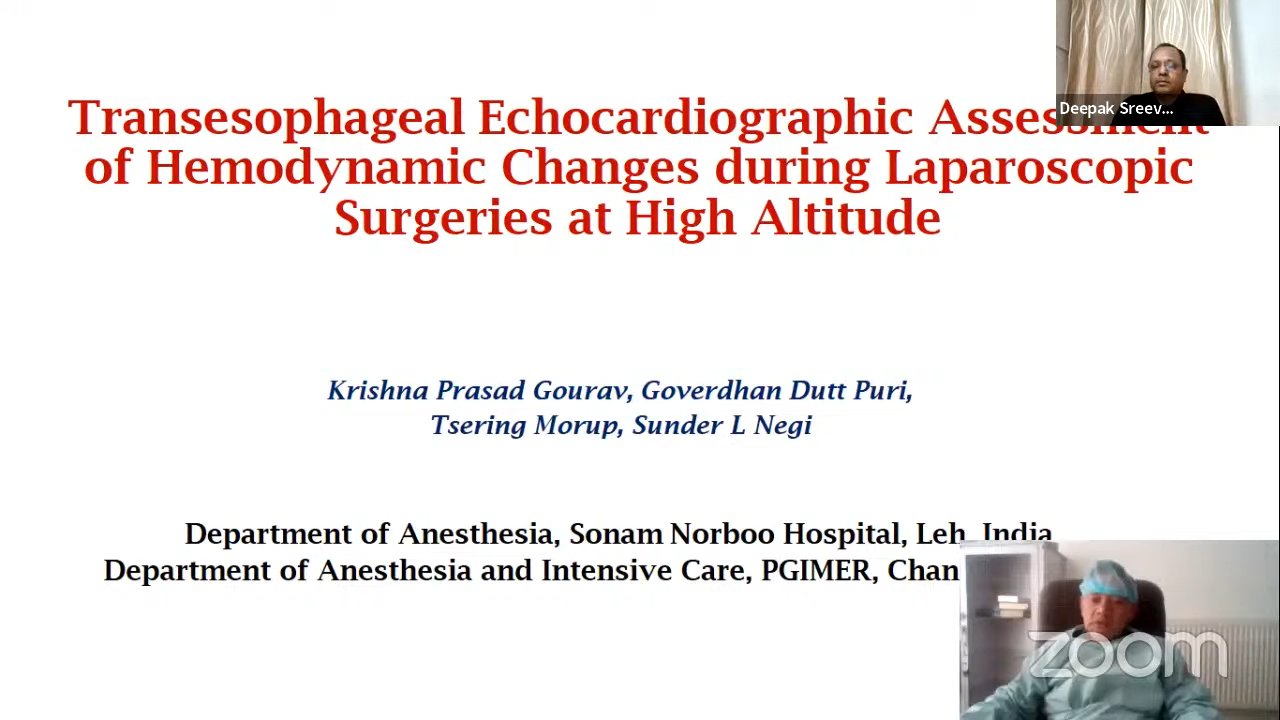 Transesophageal Echocardiographic Assessment
of Hemodynamic Changes during Laparoscopic
Surgeries at High Altitude
Deepak Sreev...
Krishna Prasad Gourav, Goverdhan Dutt Puri,
Tsering Morup, Sunder L Negi
Department of Anesthesia, Sonam Norboo Hospital, Leh, India
Department of Anesthesia and Intensive Care, PGIMER, Chan
zoom